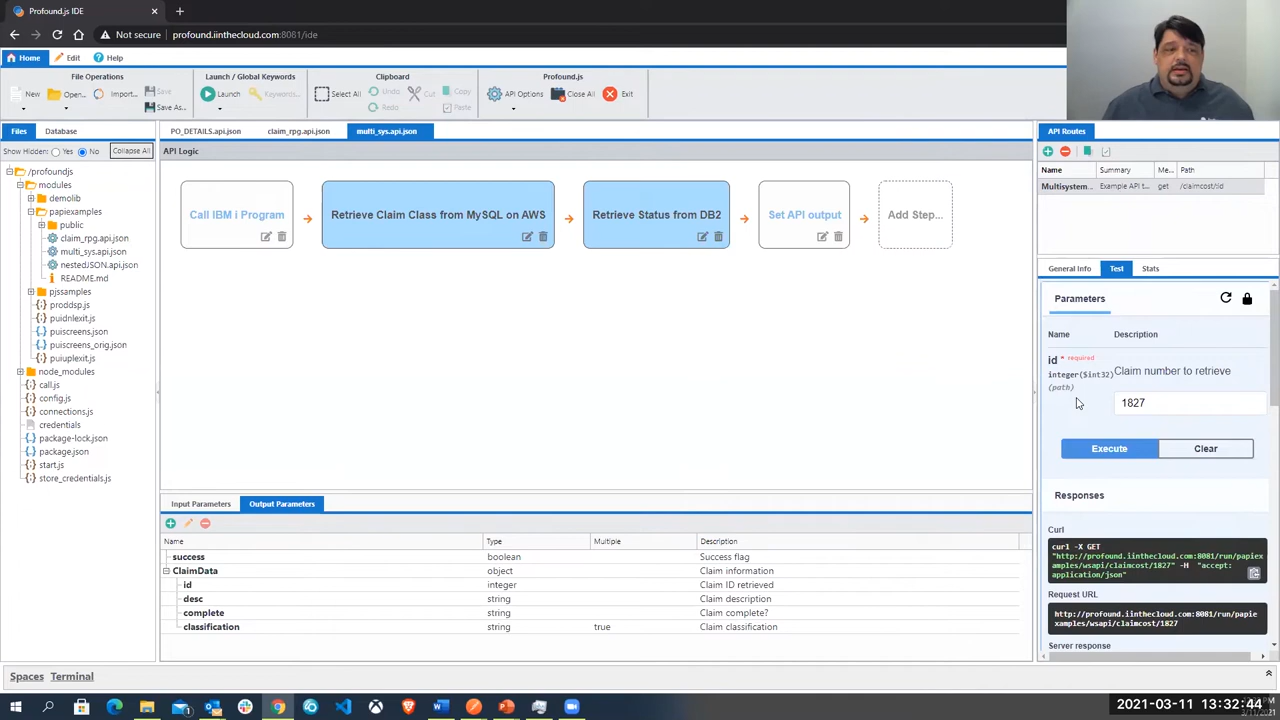 Profound.js IDE
Not secure | profound.iinthecloud.com:8081/ide
Home Edit Help
File Operations Launch / Global Keywords Clipboard Profound.js
New Open... Import... Save Save As...
Launch Keywords...
Select All Undo Redo Cut Copy Paste
API Options Close All Exit
Files Database
Show Hidden: Yes No Collapse All
/profoundjs
modules
demolib
papiexamples
public
claim_rpg.api.json
multi_sys.api.json
nestedJSON.api.json
README.md
pjssamples
proddsp.js
puidnlexit.js
puiscreens.json
puiscreens_orig.json
puiuplexit.js
node_modules
call.js
config.js
connections.js
credentials
package-lock.json
package.json
start.js
store_credentials.js
PO_DETAILS.api.json claim_rpg.api.json multi_sys.api.json
API Logic
Call IBM i Program
Retrieve Claim Class from MySQL on AWS
Retrieve Status from DB2
Set API output
Add Step...
Input Parameters Output Parameters
Name Type Multiple Description
success boolean Success flag
ClaimData object Claim information
id integer Claim ID retrieved
desc string Claim description
complete string Claim complete?
classification string true Claim classification
API Routes
Name Summary Me... Path
Multisystem... Example API t... get /claimcost/:id
General Info Test Stats
Parameters
Name Description
id * required
integer($int32)
(path)
Claim number to retrieve
1827
Execute Clear
Responses
Curl
curl -X GET
"http://profound.iinthecloud.com:8081/run/papiex
amples/wsapi/claimcost/1827" -H "accept:
application/json"
Request URL
http://profound.iinthecloud.com:8081/run/papie
xamples/wsapi/claimcost/1827
Server response
Spaces Terminal
2021-03-11 13:32:44
3/11/2021